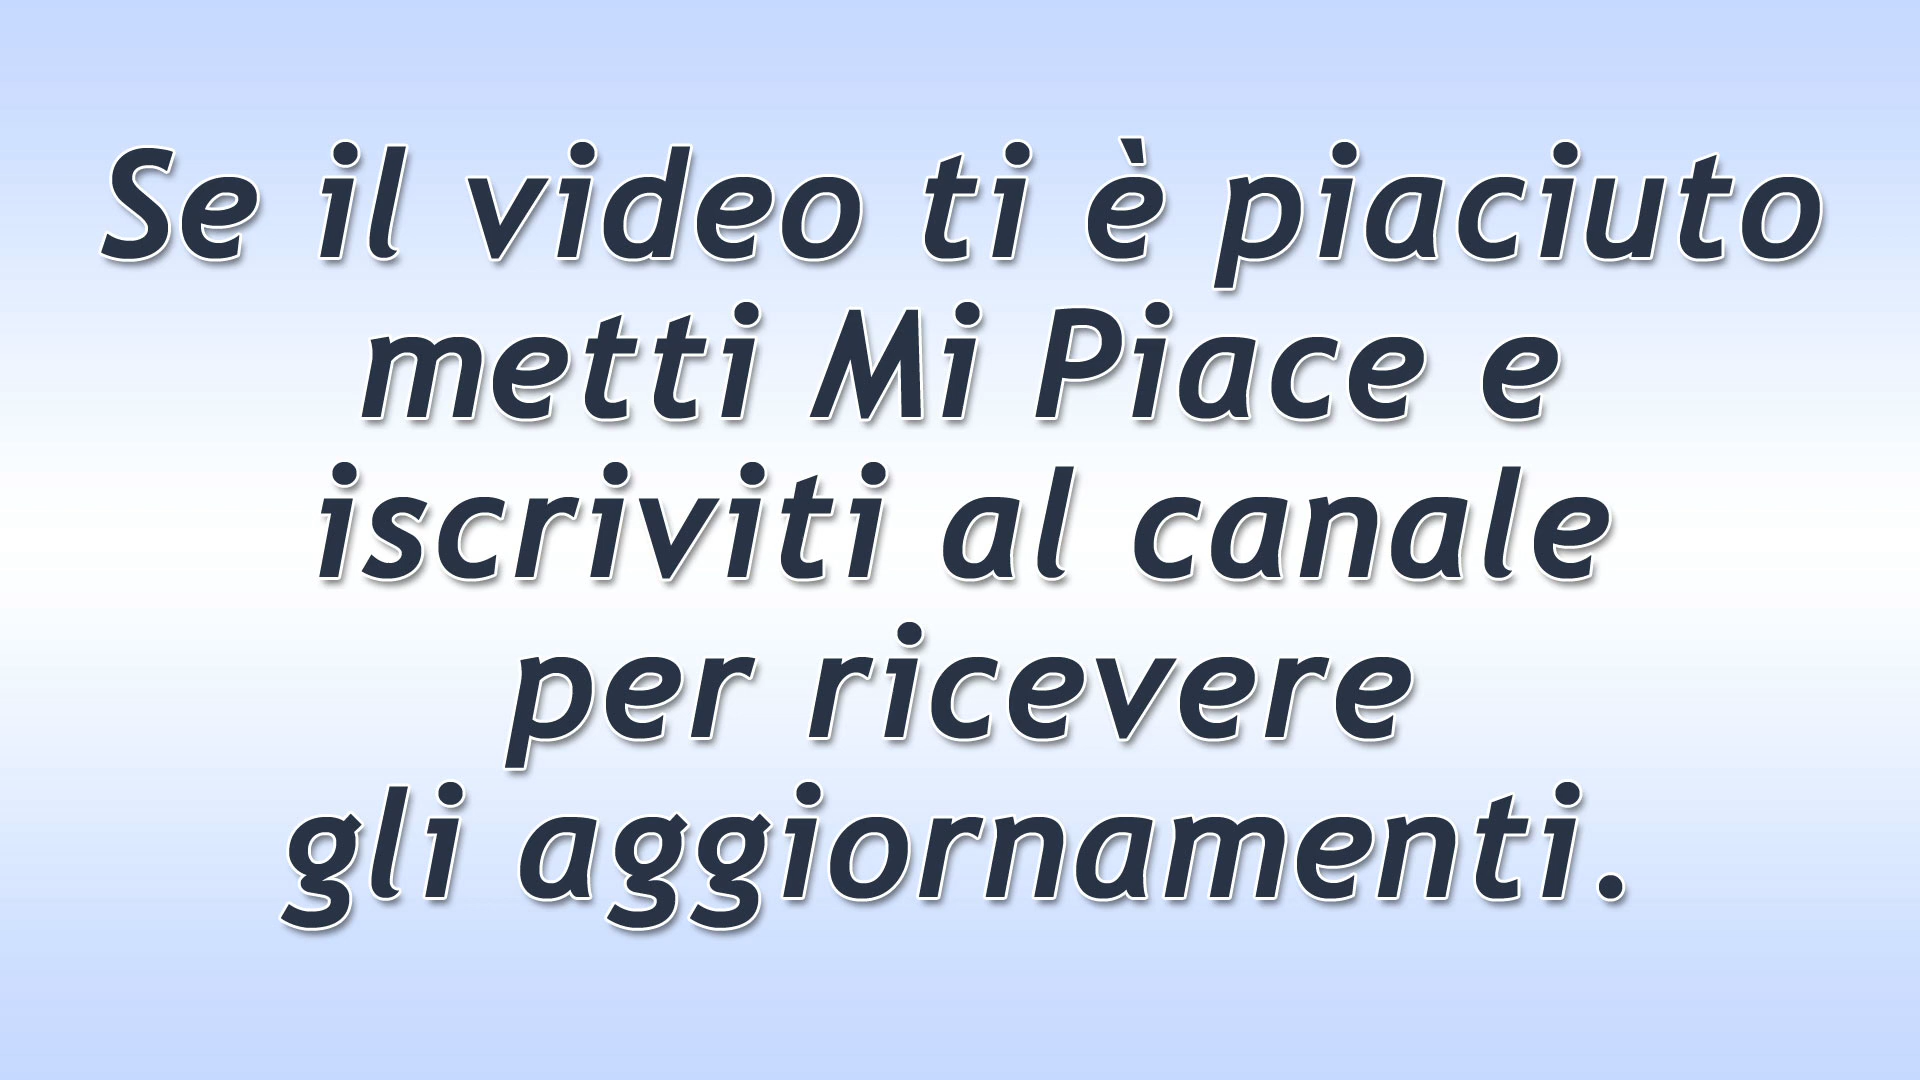 Se il video ti è piaciuto
metti Mi Piace e
iscriviti al canale
per ricevere
gli aggiornamenti.